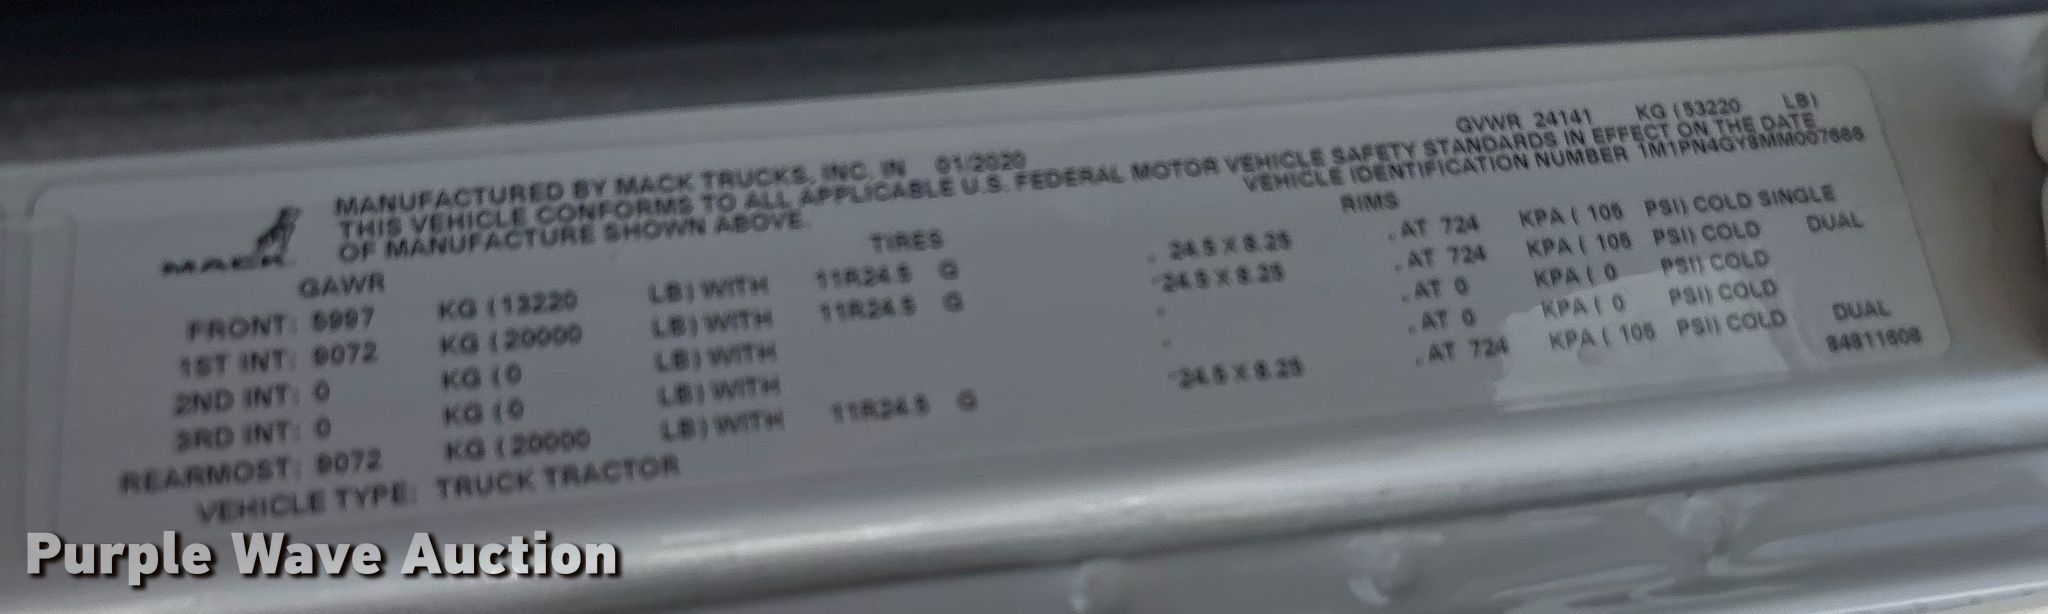 GVWR 24141 KG (53220 LB)
MANUFACTURED BY MACK TRUCKS, INC. IN 01/2020
THIS VEHICLE CONFORMS TO ALL APPLICABLE U.S. FEDERAL MOTOR VEHICLE SAFETY STANDARDS IN EFFECT ON THE DATE
OF MANUFACTURE SHOWN ABOVE. VEHICLE IDENTIFICATION NUMBER
MACK
GAWR TIRES RIMS
FRONT: 5997 KG (13220 LB) WITH 11R24.5 G , 24.5 X 8.25 , AT 724 KPA ( 105 PSI) COLD SINGLE
1ST INT: 9072 KG (20000 LB) WITH 11R24.5 G 24.5 X 8.25 , AT 724 KPA ( 105 PSI) COLD DUAL
2ND INT: 0 KG (0 LB) WITH , AT 0 KPA ( 0 PSI) COLD
3RD INT: 0 KG (0 LB) WITH , AT 0 KPA ( 0 PSI) COLD
REARMOST: 9072 KG (20000 LB) WITH 11R24.5 G 24.5 X 8.25 , AT 724 KPA ( 105 PSI) COLD DUAL
VEHICLE TYPE: TRUCK TRACTOR
Purple Wave Auction